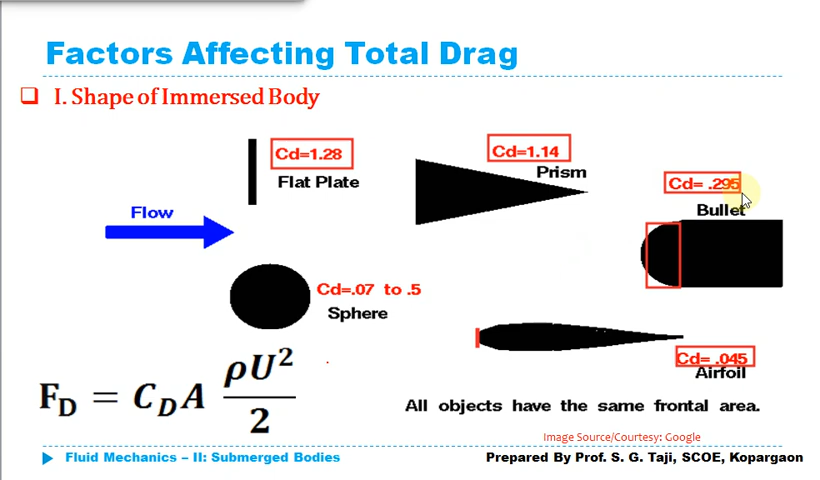 Factors Affecting Total Drag
I. Shape of Immersed Body
Cd=1.28
Flat Plate
Cd=1.14
Prism
Cd= .295
Bullet
Flow
Cd=.07 to .5
Sphere
Cd= .045
Airfoil
F_D = C_D A ρU²/2
All objects have the same frontal area.
Image Source/Courtesy: Google
Fluid Mechanics – II: Submerged Bodies
Prepared By Prof. S. G. Taji, SCOE, Kopargaon